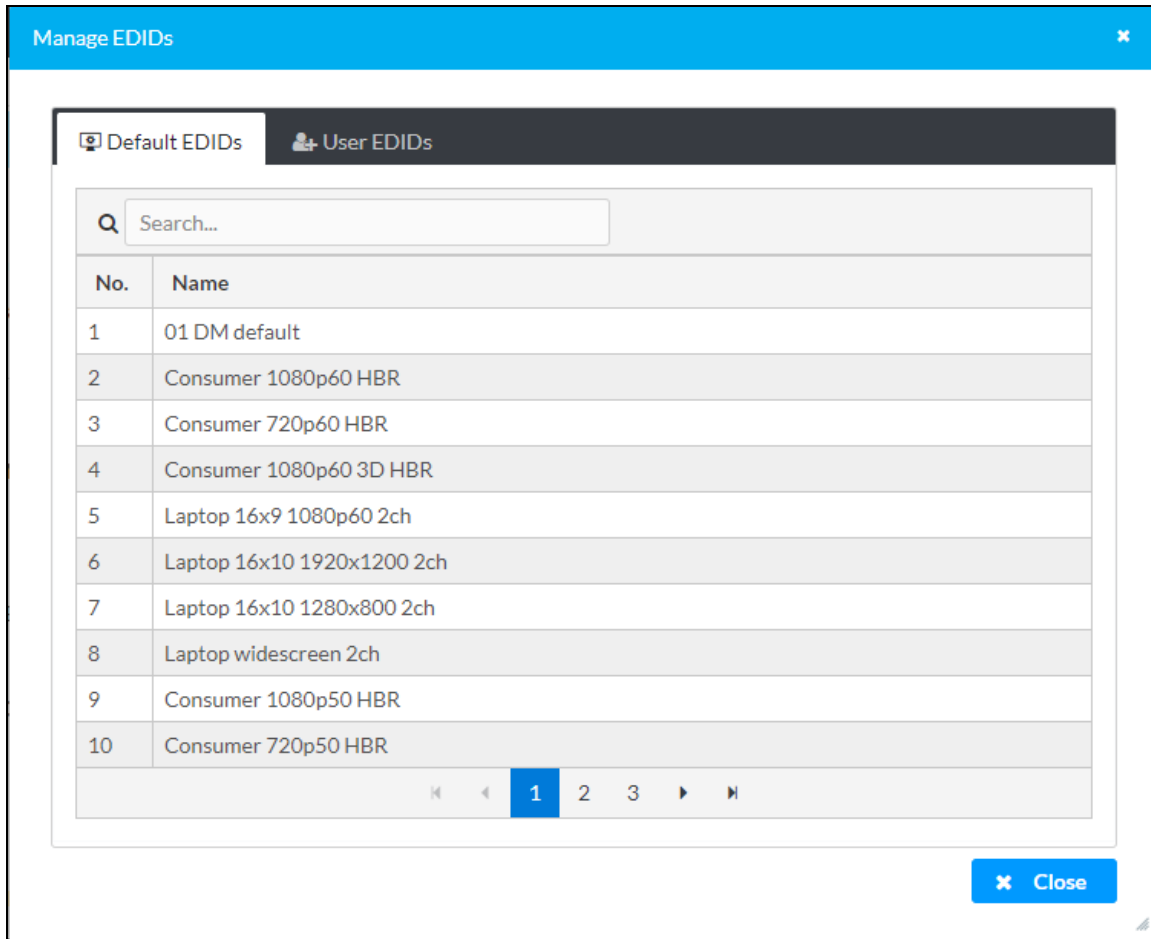 Manage EDIDs
Default EDIDs User EDIDs
Search...
No. Name
1 01 DM default
2 Consumer 1080p60 HBR
3 Consumer 720p60 HBR
4 Consumer 1080p60 3D HBR
5 Laptop 16x9 1080p60 2ch
6 Laptop 16x10 1920x1200 2ch
7 Laptop 16x10 1280x800 2ch
8 Laptop widescreen 2ch
9 Consumer 1080p50 HBR
10 Consumer 720p50 HBR
1 2 3
Close